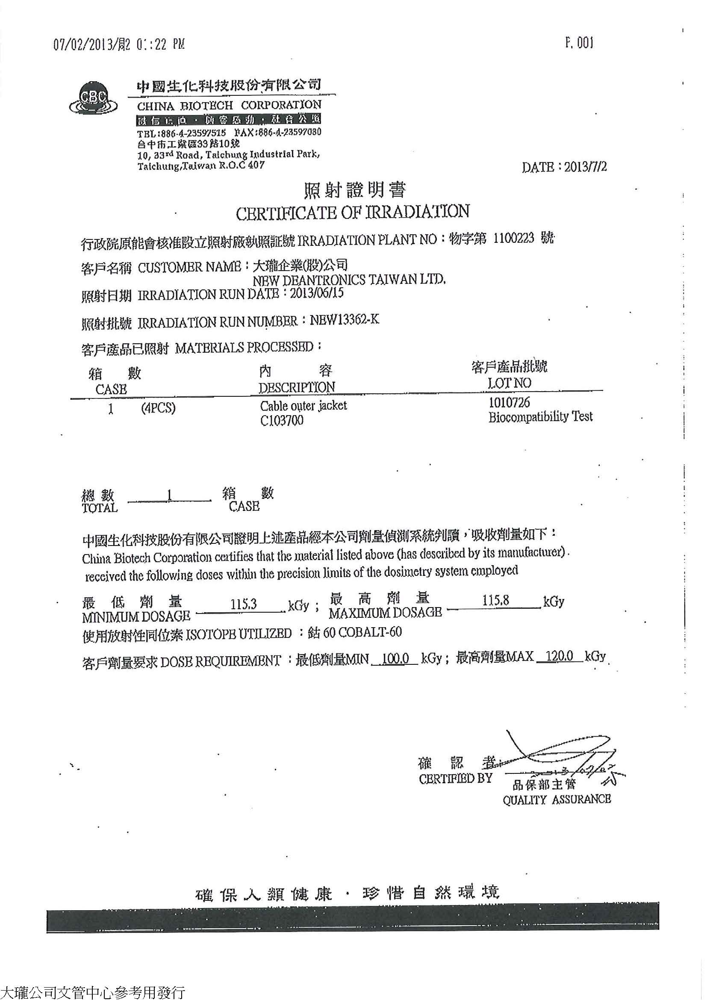 07/02/2013/月2 0:22 PM
P. 001
CBC
中國生化科技股份有限公司
CHINA BIOTECH CORPORATION
誠信正直・顧客感動・社會公道
TEL:886-4-23597515 FAX:886-4-23597080
台中市工業區33路10號
10, 33rd Road, Taichung Industrial Park,
Taichung,Taiwan R.O.C 407
DATE：2013/7/2
照射證明書
CERTIFICATE OF IRRADIATION
行政院原能會核准設立照射廠執照証號 IRRADIATION PLANT NO：物字第 1100223 號
客戶名稱 CUSTOMER NAME：大瓏企業(股)公司
NEW DEANTRONICS TAIWAN LTD.
照射日期 IRRADIATION RUN DATE：2013/06/15
照射批號 IRRADIATION RUN NUMBER：NEW13362-K
客戶產品已照射 MATERIALS PROCESSED：
箱 數 內 容 客戶產品批號
CASE DESCRIPTION LOT NO
1 (4PCS) Cable outer jacket 1010726
C103700 Biocompatibility Test
總數 1 箱 數
TOTAL CASE
中國生化科技股份有限公司證明上述產品經本公司劑量偵測系統判讀，吸收劑量如下：
China Biotech Corporation certifies that the material listed above (has described by its manufacturer).
received the following doses within the precision limits of the dosimetry system employed
最低劑量 115.3 kGy； 最高劑量 115.8 kGy
MINIMUM DOSAGE MAXIMUM DOSAGE
使用放射性同位素 ISOTOPE UTILIZED ：鈷 60 COBALT-60
客戶劑量要求 DOSE REQUIREMENT ：最低劑量MIN 100.0 kGy；最高劑量MAX 120.0 kGy
確 認 者:
CERTIFIED BY
品保部主管
QUALITY ASSURANCE
確保人類健康・珍惜自然環境
大瓏公司文管中心參考用發行